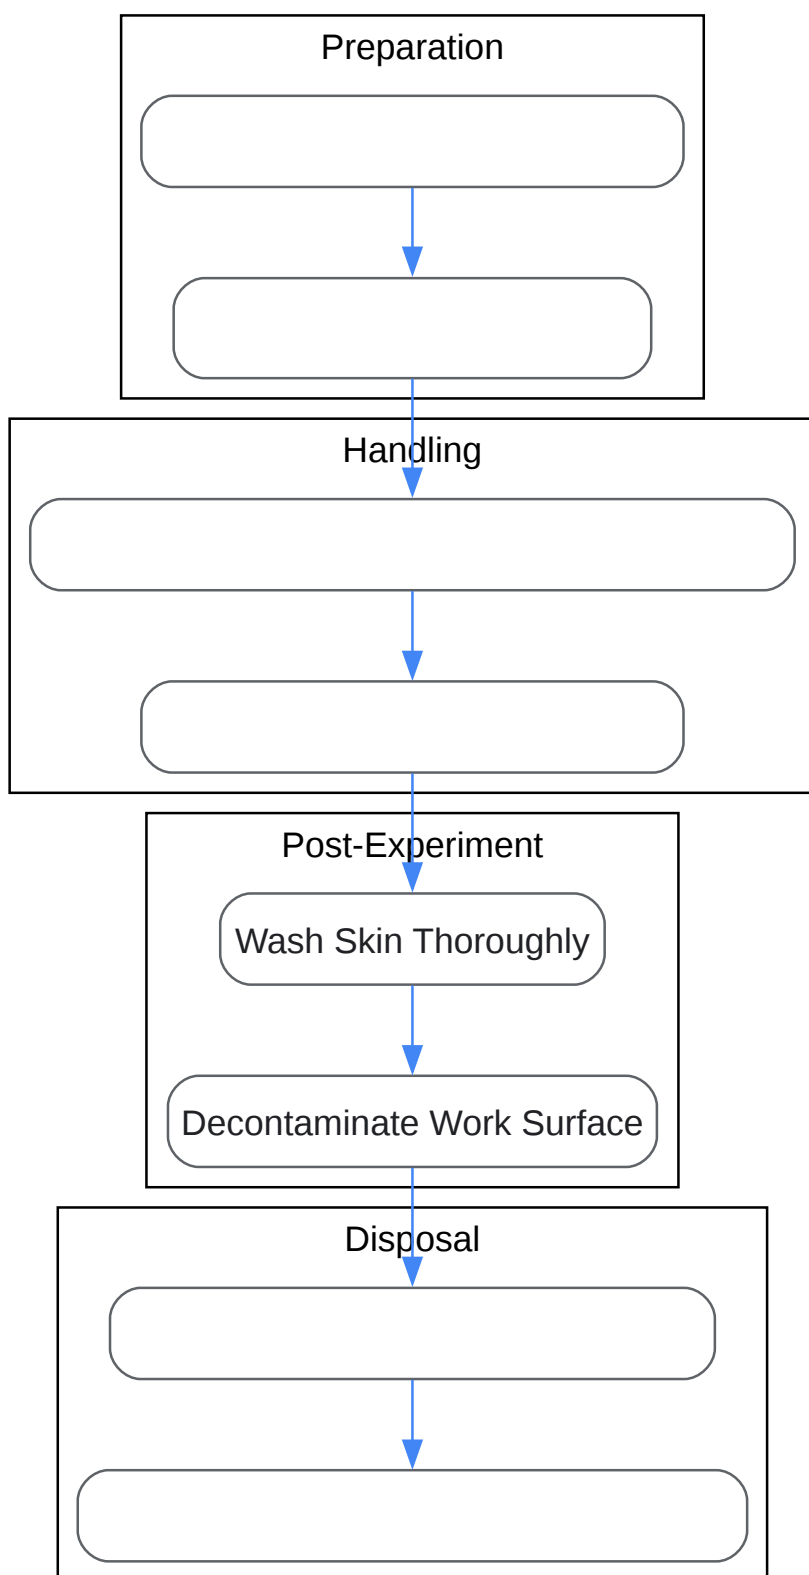 Preparation
Handling
Post-Experiment
Wash Skin Thoroughly
Decontaminate Work Surface
Disposal